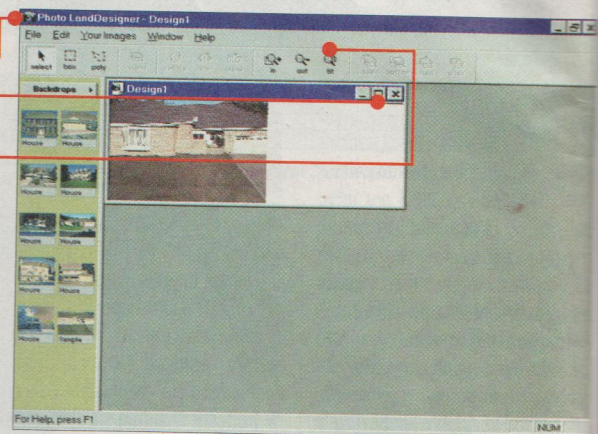 Photo LandDesigner - Design1
File Edit Your Images Window Help
select box poly in out fit
Backdrops
Design1
House House
House House
House House
House House
House Sample
For Help, press F1
NUM